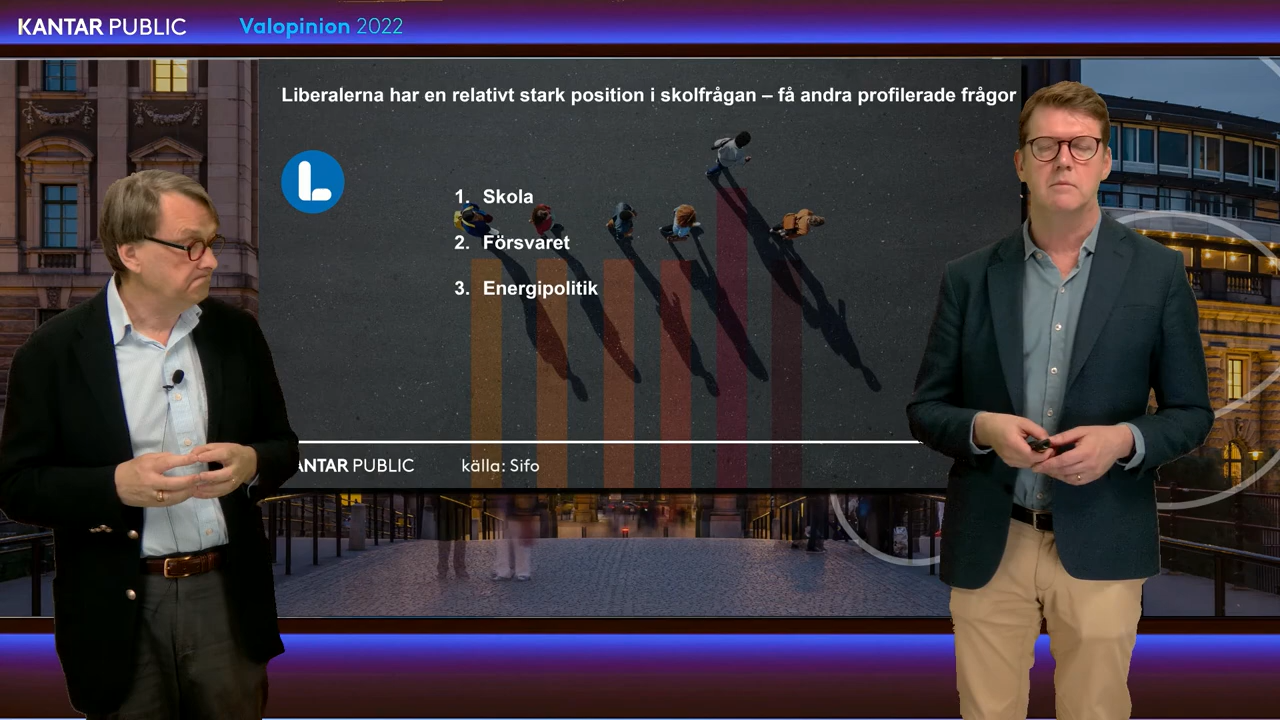 KANTAR PUBLIC
Valopinion 2022
Liberalerna har en relativt stark position i skolfrågan – få andra profilerade frågor
L
1. Skola
2. Försvaret
3. Energipolitik
ANTAR PUBLIC
källa: Sifo